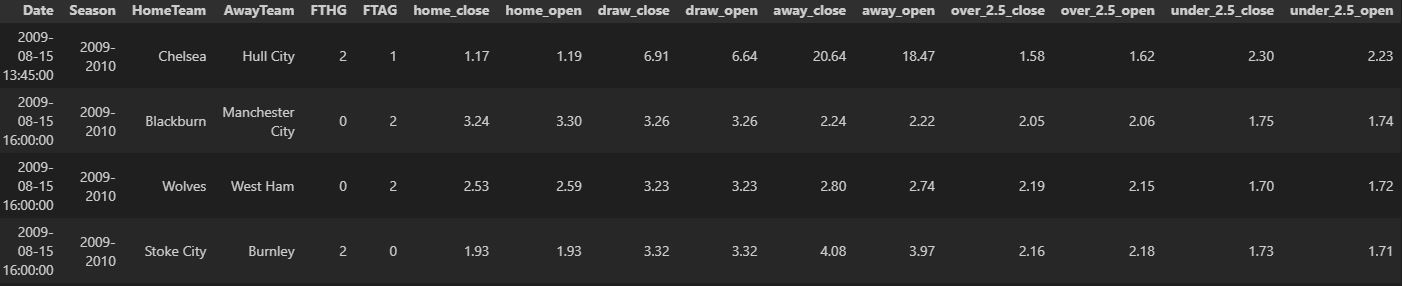 Date Season HomeTeam AwayTeam FTHG FTAG home_close home_open draw_close draw_open away_close away_open over_2.5_close over_2.5_open under_2.5_close under_2.5_open
2009-
08-15
13:45:00
2009-
2010
Chelsea Hull City 2 1 1.17 1.19 6.91 6.64 20.64 18.47 1.58 1.62 2.30 2.23
2009-
08-15
16:00:00
2009-
2010
Blackburn
Manchester
City
0 2 3.24 3.30 3.26 3.26 2.24 2.22 2.05 2.06 1.75 1.74
2009-
08-15
16:00:00
2009-
2010
Wolves West Ham 0 2 2.53 2.59 3.23 3.23 2.80 2.74 2.19 2.15 1.70 1.72
2009-
08-15
16:00:00
2009-
2010
Stoke City Burnley 2 0 1.93 1.93 3.32 3.32 4.08 3.97 2.16 2.18 1.73 1.71